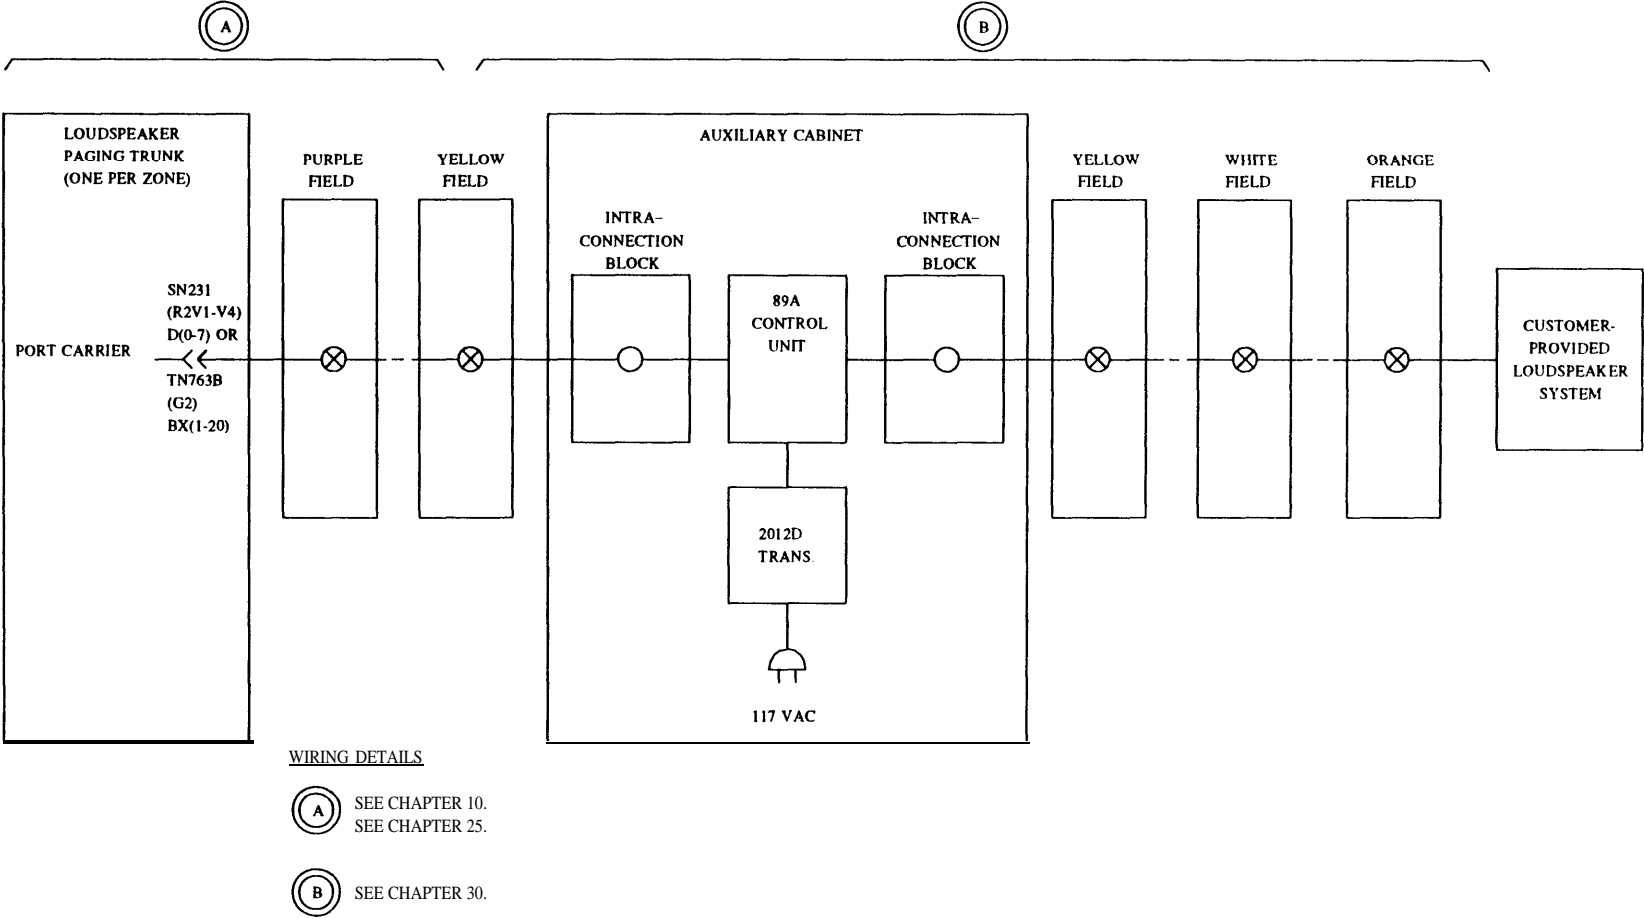 A
B
LOUDSPEAKER
PAGING TRUNK
(ONE PER ZONE)
PORT CARRIER
SN231
(R2V1-V4)
D(0-7) OR
TN763B
(G2)
BX(1-20)
PURPLE
FIELD
YELLOW
FIELD
AUXILIARY CABINET
INTRA-
CONNECTION
BLOCK
89A
CONTROL
UNIT
INTRA-
CONNECTION
BLOCK
2012D
TRANS.
117 VAC
YELLOW
FIELD
WHITE
FIELD
ORANGE
FIELD
CUSTOMER-
PROVIDED
LOUDSPEAKER
SYSTEM
WIRING DETAILS
A SEE CHAPTER 10.
SEE CHAPTER 25.
B SEE CHAPTER 30.